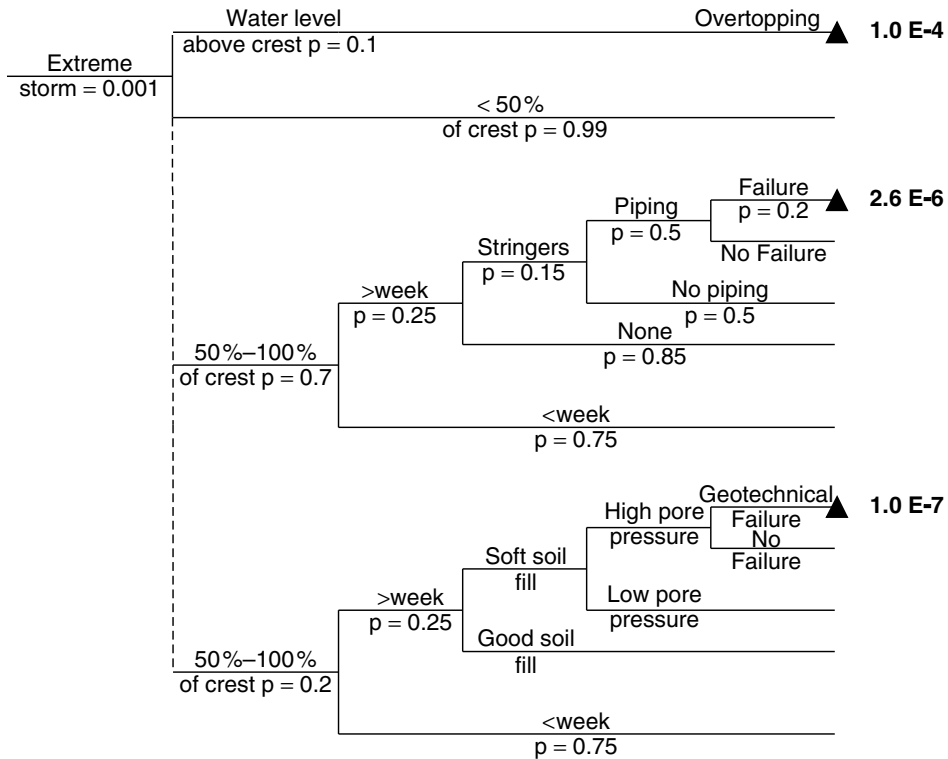 Water level
above crest p = 0.1
Overtopping
1.0 E-4
Extreme
storm = 0.001
< 50%
of crest p = 0.99
Failure
p = 0.2
2.6 E-6
Piping
p = 0.5
No Failure
Stringers
p = 0.15
No piping
p = 0.5
>week
p = 0.25
None
p = 0.85
50%–100%
of crest p = 0.7
<week
p = 0.75
Geotechnical
Failure
1.0 E-7
High pore
pressure
No
Failure
Soft soil
fill
Low pore
pressure
>week
p = 0.25
Good soil
fill
50%–100%
of crest p = 0.2
<week
p = 0.75